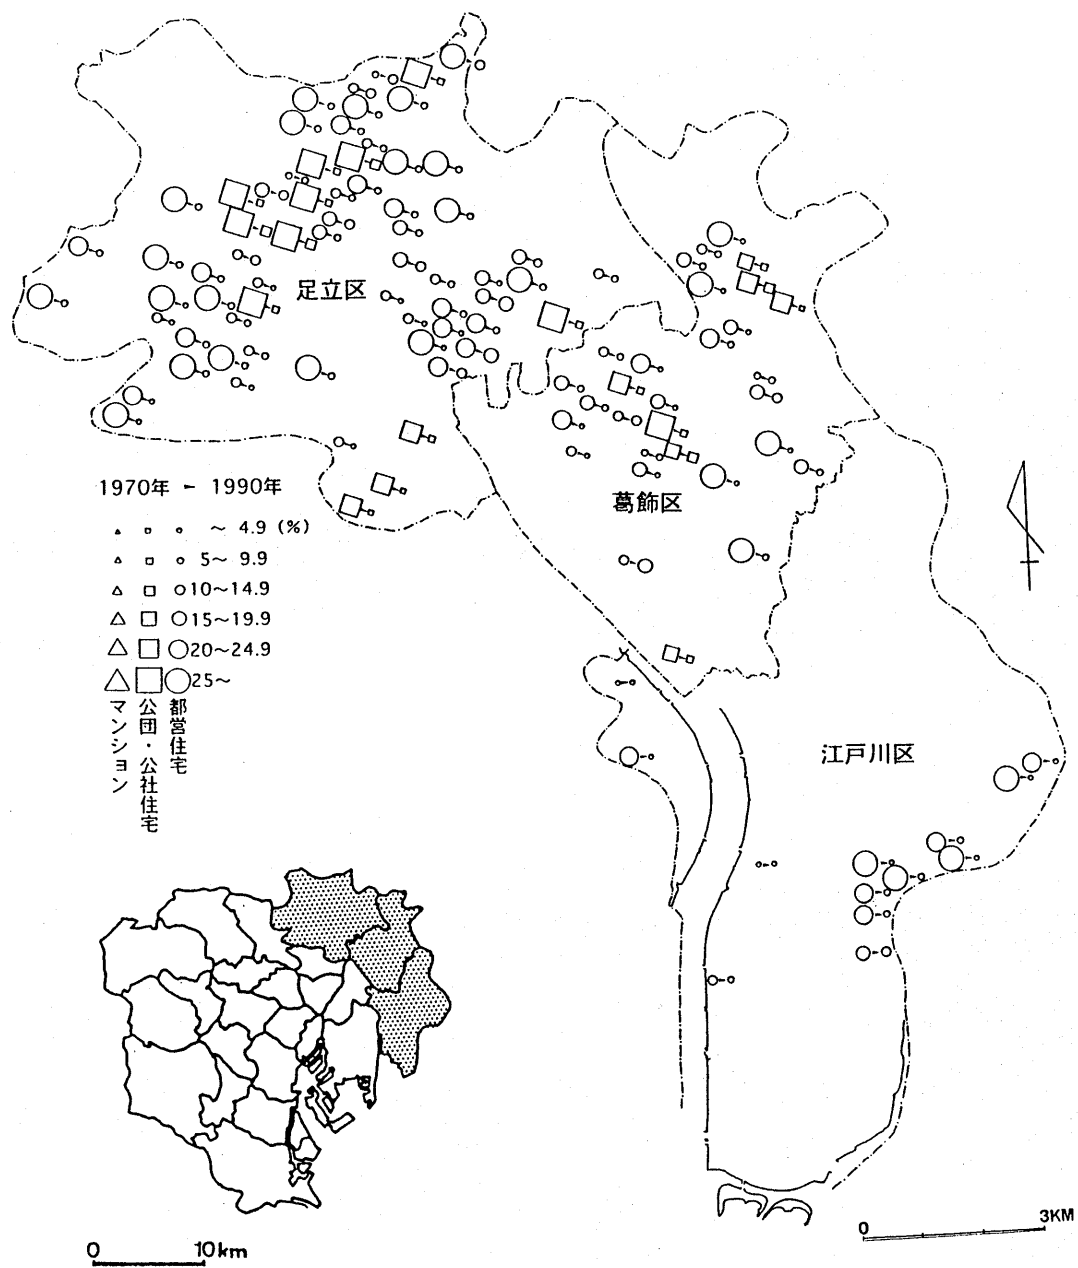 足立区
葛飾区
1970年 - 1990年
～ 4.9 (%)
5～ 9.9
10～14.9
15～19.9
20～24.9
25～
マンション
公団・公社住宅
都営住宅
江戸川区
0 10km
0 3KM